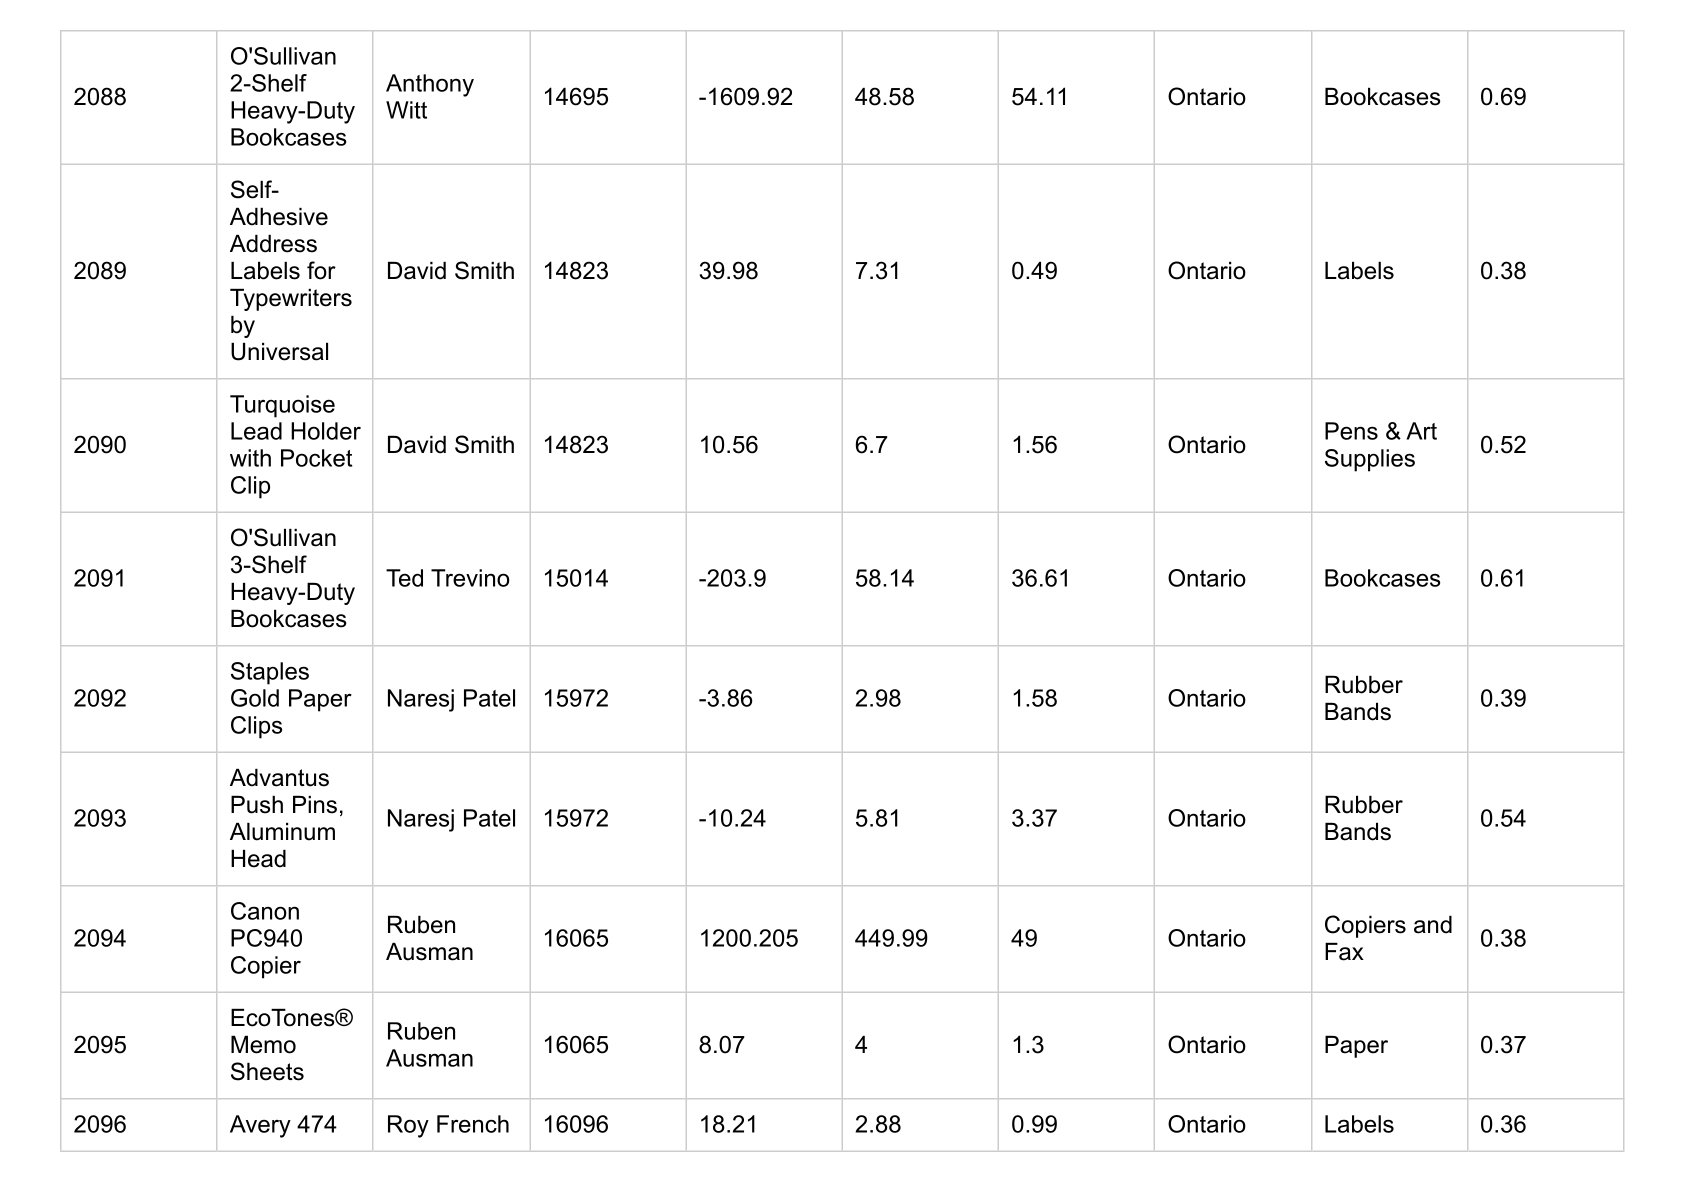 2088 O'Sullivan 2-Shelf Heavy-Duty Bookcases Anthony Witt 14695 -1609.92 48.58 54.11 Ontario Bookcases 0.69
2089 Self-Adhesive Address Labels for Typewriters by Universal David Smith 14823 39.98 7.31 0.49 Ontario Labels 0.38
2090 Turquoise Lead Holder with Pocket Clip David Smith 14823 10.56 6.7 1.56 Ontario Pens & Art Supplies 0.52
2091 O'Sullivan 3-Shelf Heavy-Duty Bookcases Ted Trevino 15014 -203.9 58.14 36.61 Ontario Bookcases 0.61
2092 Staples Gold Paper Clips Naresj Patel 15972 -3.86 2.98 1.58 Ontario Rubber Bands 0.39
2093 Advantus Push Pins, Aluminum Head Naresj Patel 15972 -10.24 5.81 3.37 Ontario Rubber Bands 0.54
2094 Canon PC940 Copier Ruben Ausman 16065 1200.205 449.99 49 Ontario Copiers and Fax 0.38
2095 EcoTones® Memo Sheets Ruben Ausman 16065 8.07 4 1.3 Ontario Paper 0.37
2096 Avery 474 Roy French 16096 18.21 2.88 0.99 Ontario Labels 0.36